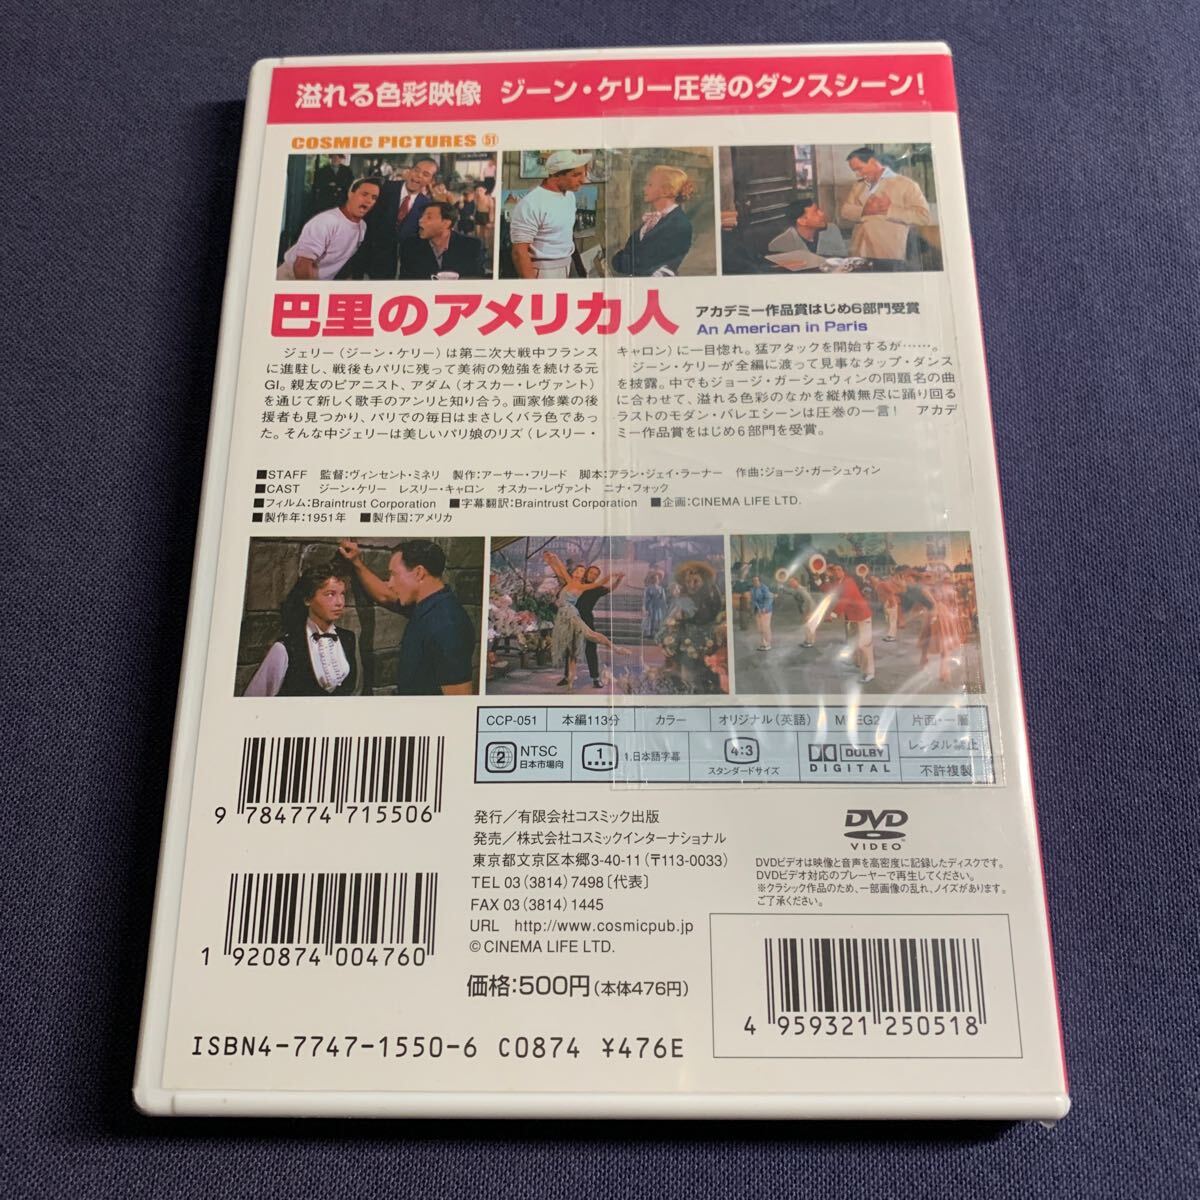 溢れる色彩映像 ジーン・ケリー圧巻のダンスシーン!
COSMIC PICTURES 51
巴里のアメリカ人
アカデミー作品賞はじめ6部門受賞
An American in Paris
ジェリー(ジーン・ケリー)は第二次大戦中フランス
に進駐し、戦後もパリに残って美術の勉強を続ける元
GI。親友のピアニスト、アダム(オスカー・レヴァント)
を通じて新しく歌手のアンリと知り合う。画家修業の後
援者も見つかり、パリでの毎日はまさしくバラ色であっ
た。そんな中ジェリーは美しいパリ娘のリズ(レスリー・
キャロン)に一目惚れ。猛アタックを開始するが……。
ジーン・ケリーが全編に渡って見事なタップ・ダンス
を披露。中でもジョージ・ガーシュウィンの同題名の曲
に合わせて、溢れる色彩のなかを縦横無尽に踊り回る
ラストのモダン・バレエシーンは圧巻の一言! アカデ
ミー作品賞をはじめ6部門を受賞。
■STAFF 監督:ヴィンセント・ミネリ 製作:アーサー・フリード 脚本:アラン・ジェイ・ラーナー 作曲:ジョージ・ガーシュウィン
■CAST ジーン・ケリー レスリー・キャロン オスカー・レヴァント ニナ・フォック
■フィルム:Braintrust Corporation ■字幕翻訳:Braintrust Corporation ■企画:CINEMA LIFE LTD.
■製作年:1951年 ■製作国:アメリカ
CCP-051 本編113分 カラー オリジナル(英語) MPEG2 片面・一層
2 NTSC 日本市場向 1 1.日本語字幕 4:3 スタンダードサイズ DOLBY DIGITAL レンタル禁止 不許複製
9 784774 715506
1 920874 004760
発行/有限会社コスミック出版
発売/株式会社コスミックインターナショナル
東京都文京区本郷3-40-11(〒113-0033)
TEL 03(3814)7498〔代表〕
FAX 03(3814)1445
URL http://www.cosmicpub.jp
©CINEMA LIFE LTD.
価格:500円(本体476円)
DVD
VIDEO
DVDビデオは映像と音声を高密度に記録したディスクです。
DVDビデオ対応のプレーヤーで再生してください。
※クラシック作品のため、一部画像の乱れ、ノイズがあります。
ご了承ください。
4 959321 250518
ISBN4-7747-1550-6 C0874 ¥476E